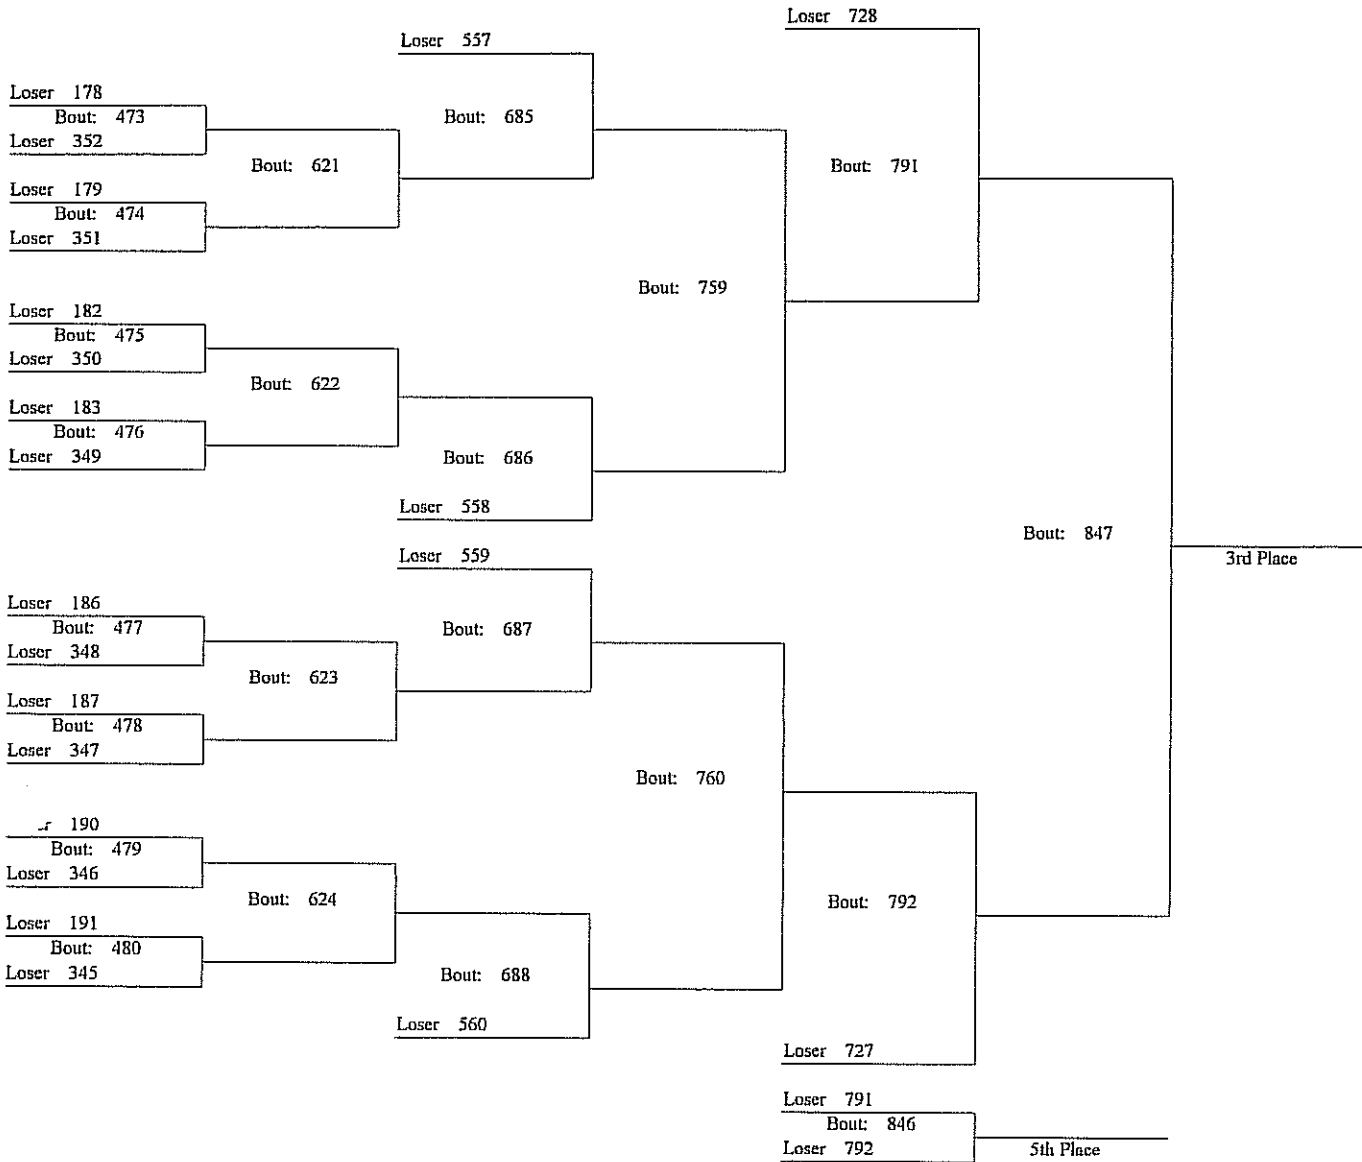 Loser 728
Loser 557
Loser 178
Bout: 473
Loser 352
Bout: 685
Bout: 621
Bout: 791
Loser 179
Bout: 474
Loser 351
Bout: 759
Loser 182
Bout: 475
Loser 350
Bout: 622
Loser 183
Bout: 476
Loser 349
Bout: 686
Loser 558
Bout: 847
Loser 559
3rd Place
Loser 186
Bout: 477
Loser 348
Bout: 687
Bout: 623
Loser 187
Bout: 478
Loser 347
Bout: 760
190
Bout: 479
Loser 346
Bout: 624
Bout: 792
Loser 191
Bout: 480
Loser 345
Bout: 688
Loser 560
Loser 727
Loser 791
Bout: 846
Loser 792
5th Place